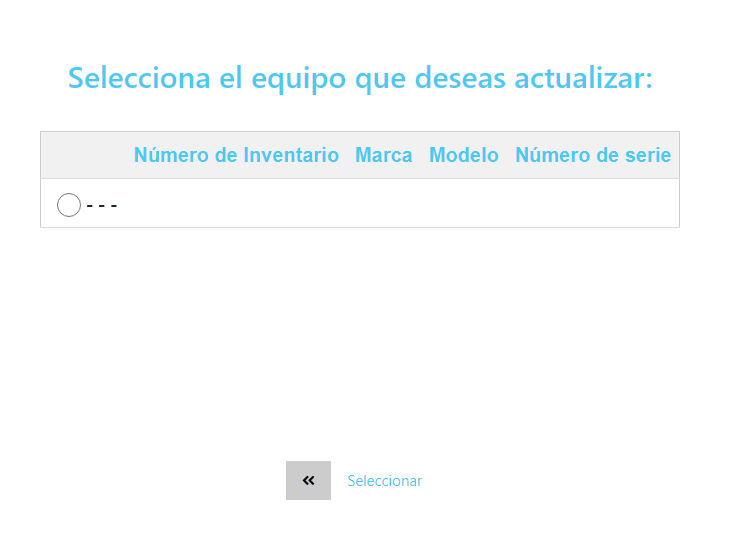 Selecciona el equipo que deseas actualizar:
Número de Inventario Marca Modelo Número de serie
- - -
« Seleccionar